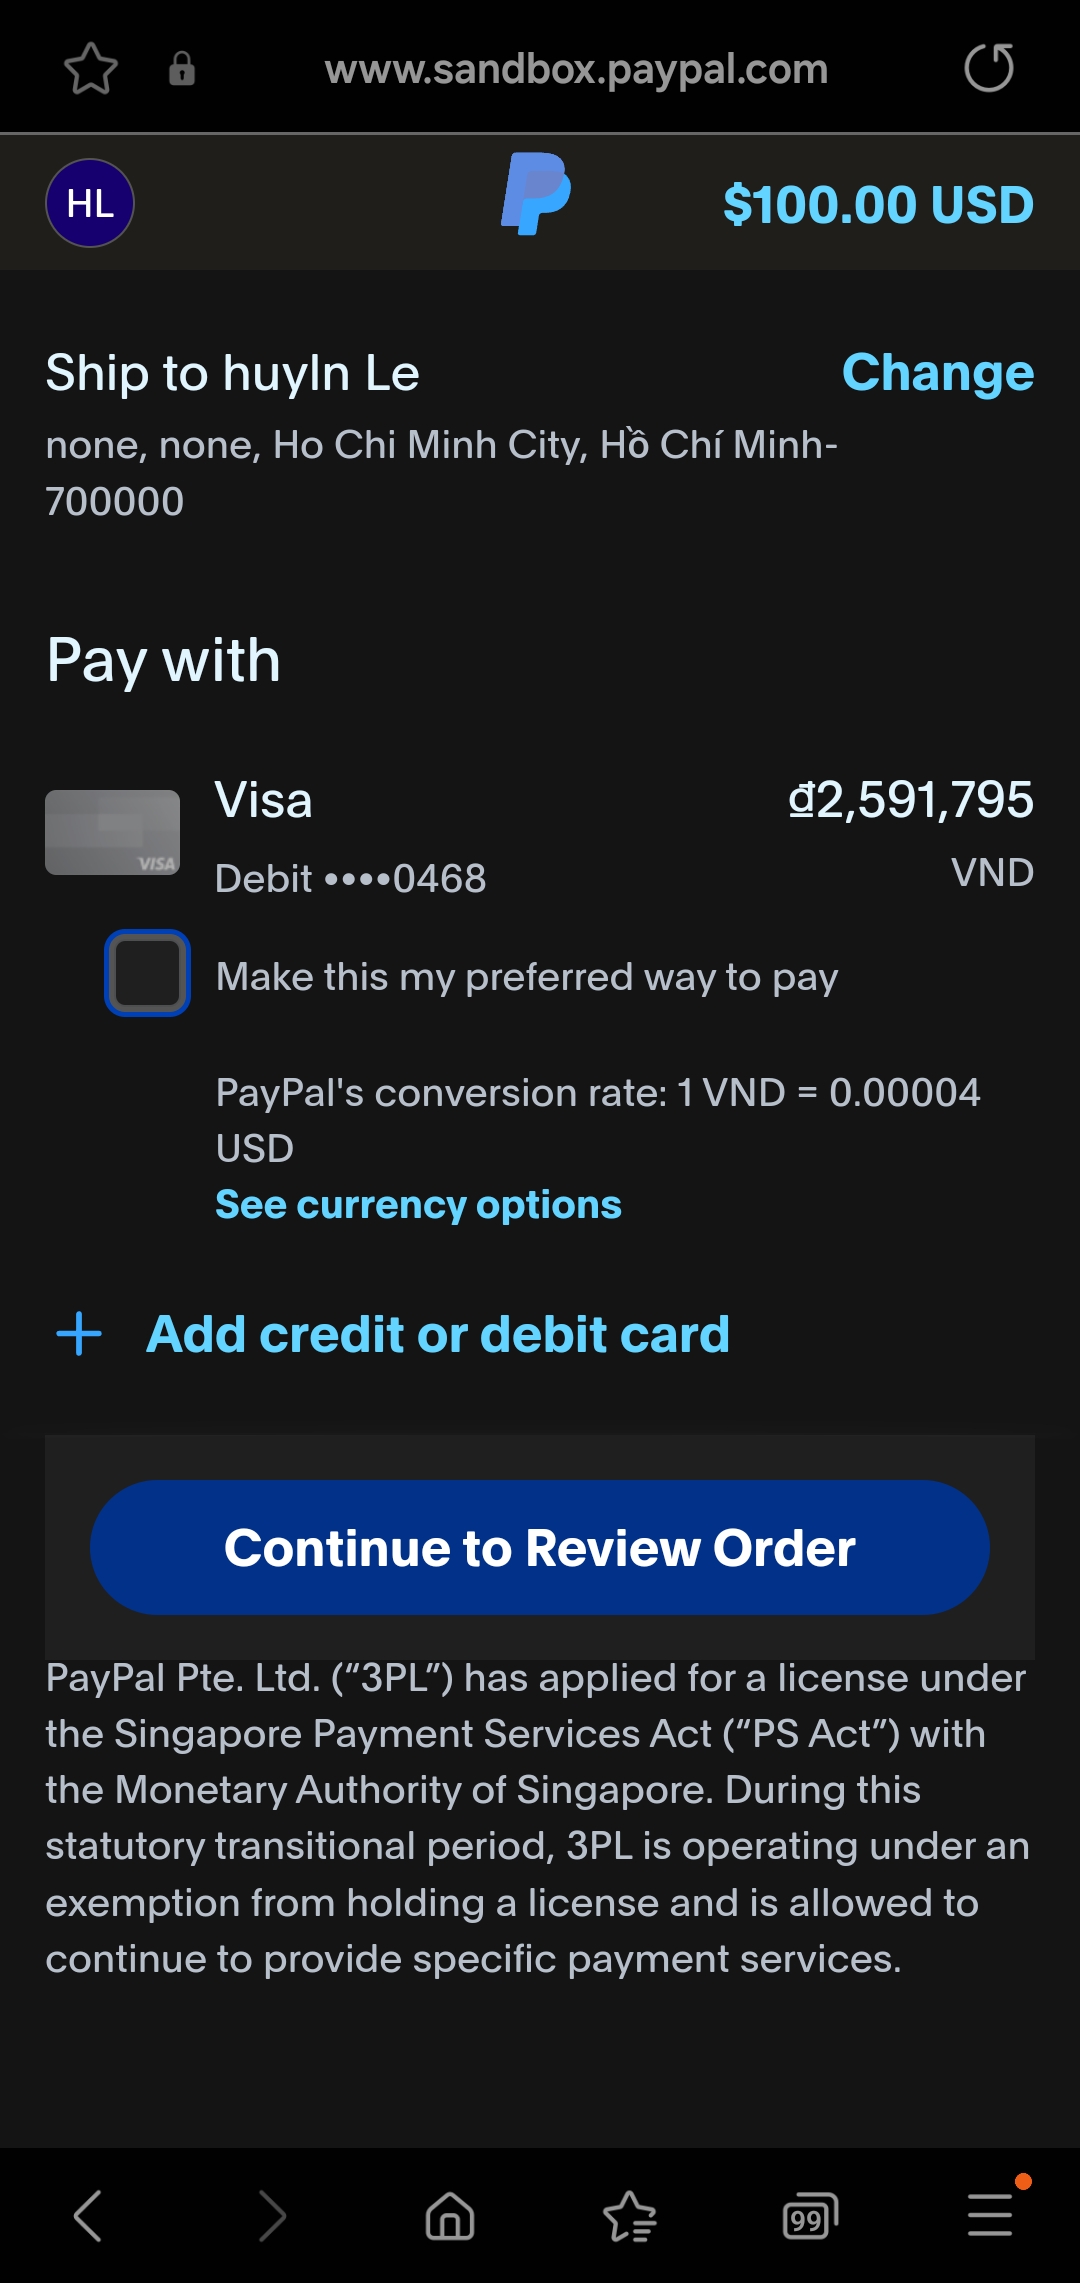 www.sandbox.paypal.com
HL
$100.00 USD
Ship to huyln Le
Change
none, none, Ho Chi Minh City, Hồ Chí Minh-
700000
Pay with
Visa
₫2,591,795
VISA
Debit ••••0468
VND
Make this my preferred way to pay
PayPal's conversion rate: 1 VND = 0.00004
USD
See currency options
Add credit or debit card
Continue to Review Order
PayPal Pte. Ltd. (“3PL”) has applied for a license under
the Singapore Payment Services Act (“PS Act”) with
the Monetary Authority of Singapore. During this
statutory transitional period, 3PL is operating under an
exemption from holding a license and is allowed to
continue to provide specific payment services.
99